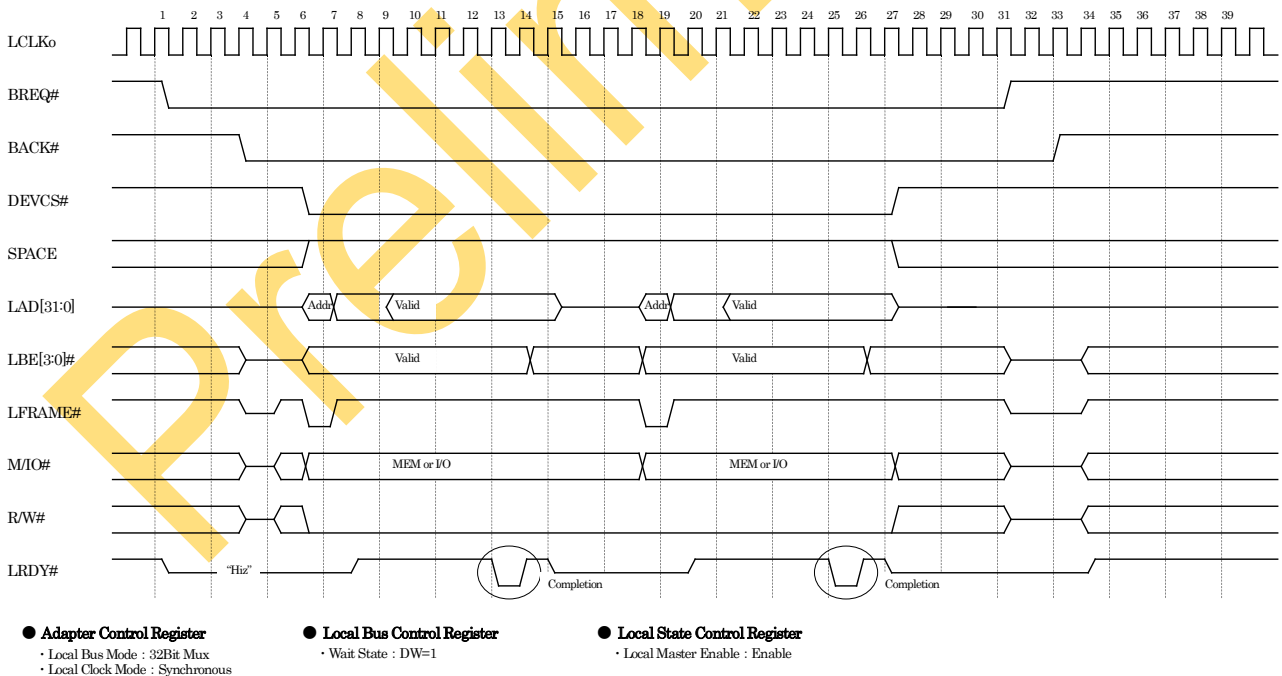 1 2 3 4 5 6 7 8 9 10 11 12 13 14 15 16 17 18 19 20 21 22 23 24 25 26 27 28 29 30 31 32 33 34 35 36 37 38 39
LCLKo
BREQ#
BACK#
DEVCS#
SPACE
LAD[31:0] Addr Valid Addr Valid
LBE[3:0]# Valid Valid
LFRAME#
M/IO# MEM or I/O MEM or I/O
R/W#
LRDY# "Hiz" Completion Completion
● Adapter Control Register
・Local Bus Mode : 32Bit Mux
・Local Clock Mode : Synchronous
● Local Bus Control Register
・Wait State : DW=1
● Local State Control Register
・Local Master Enable : Enable
Prelim